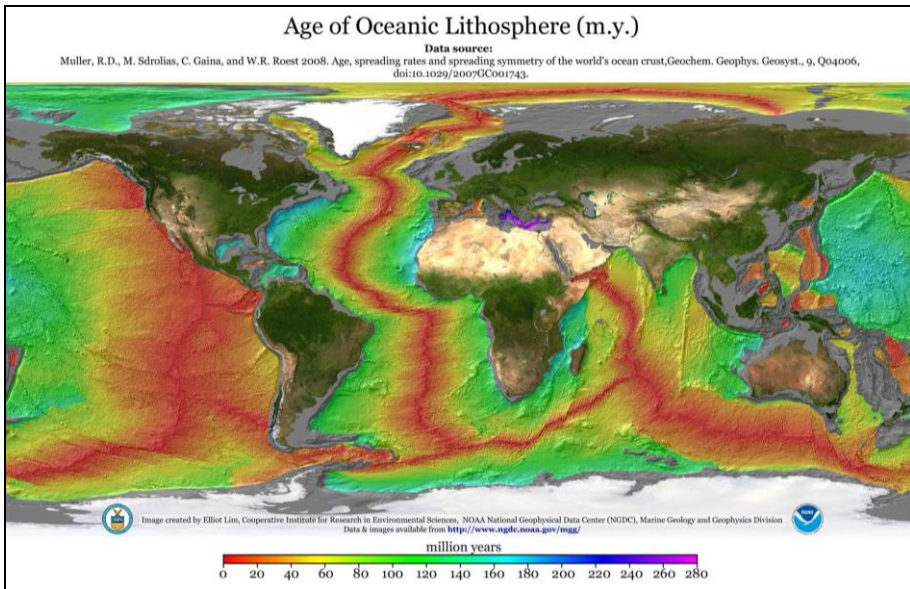 Age of Oceanic Lithosphere (m.y.)
Data source:
Muller, R.D., M. Sdrolias, C. Gaina, and W.R. Roest 2008. Age, spreading rates and spreading symmetry of the world's ocean crust,Geochem. Geophys. Geosyst., 9, Q04006,
doi:10.1029/2007GC001743.
Image created by Elliot Lim, Cooperative Institute for Research in Environmental Sciences, NOAA National Geophysical Data Center (NGDC), Marine Geology and Geophysics Division
Data & images available from http://www.ngdc.noaa.gov/mgg/
million years
0 20 40 60 80 100 120 140 160 180 200 220 240 260 280